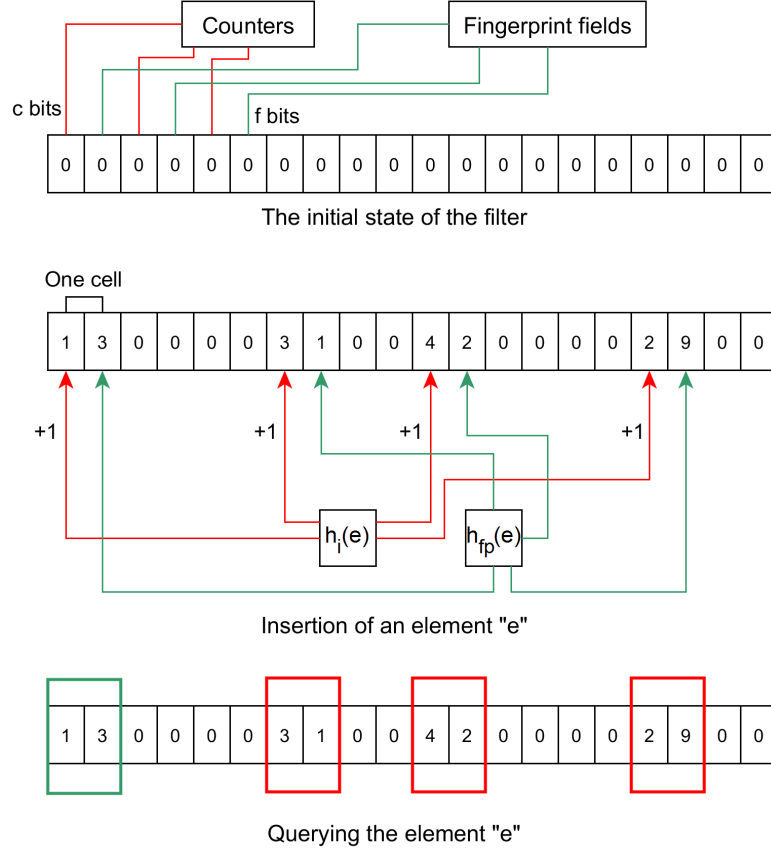 Counters
Fingerprint fields
c bits
f bits
0 0 0 0 0 0 0 0 0 0 0 0 0 0 0 0 0 0 0 0
The initial state of the filter
One cell
1 3 0 0 0 0 3 1 0 0 4 2 0 0 0 0 2 9 0 0
+1 +1 +1 +1
hi(e) hfp(e)
Insertion of an element "e"
1 3 0 0 0 0 3 1 0 0 4 2 0 0 0 0 2 9 0 0
Querying the element "e"